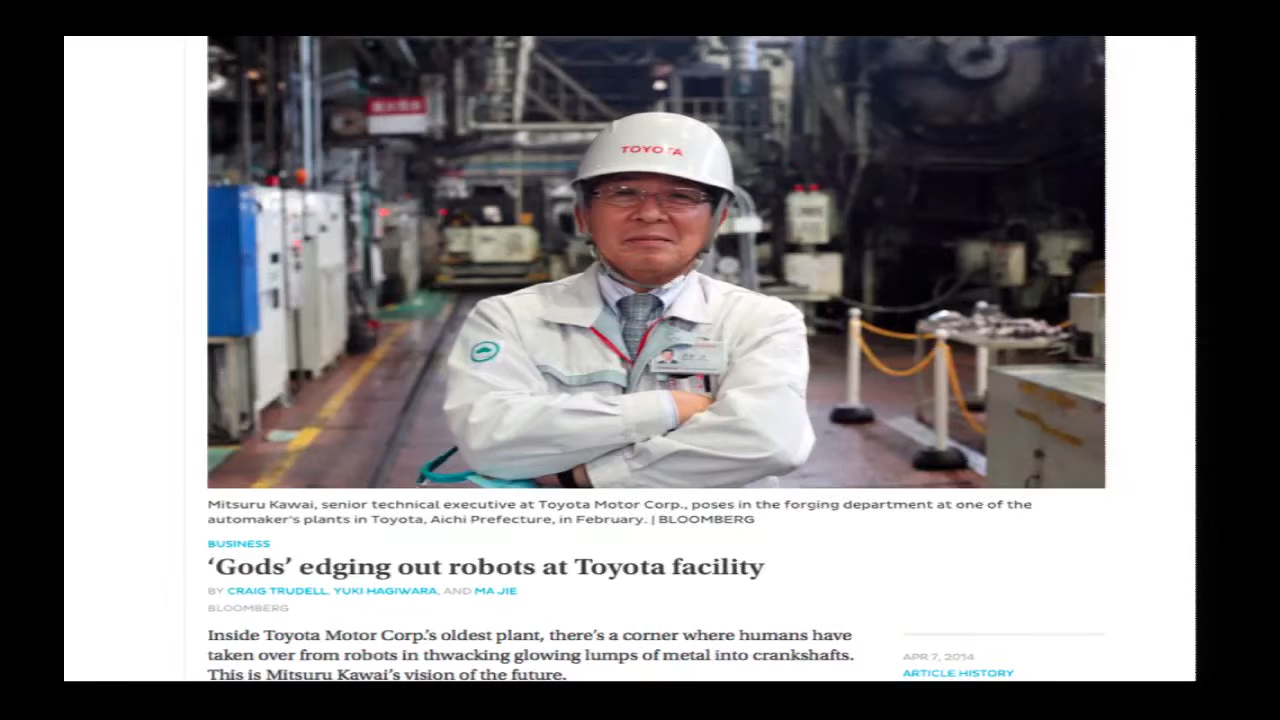 TOYOTA
Mitsuru Kawai, senior technical executive at Toyota Motor Corp., poses in the forging department at one of the
automaker's plants in Toyota, Aichi Prefecture, in February. | BLOOMBERG
BUSINESS
‘Gods’ edging out robots at Toyota facility
BY CRAIG TRUDELL, YUKI HAGIWARA, AND MA JIE
BLOOMBERG
Inside Toyota Motor Corp.’s oldest plant, there’s a corner where humans have
taken over from robots in thwacking glowing lumps of metal into crankshafts.
This is Mitsuru Kawai’s vision of the future.
APR 7, 2014
ARTICLE HISTORY